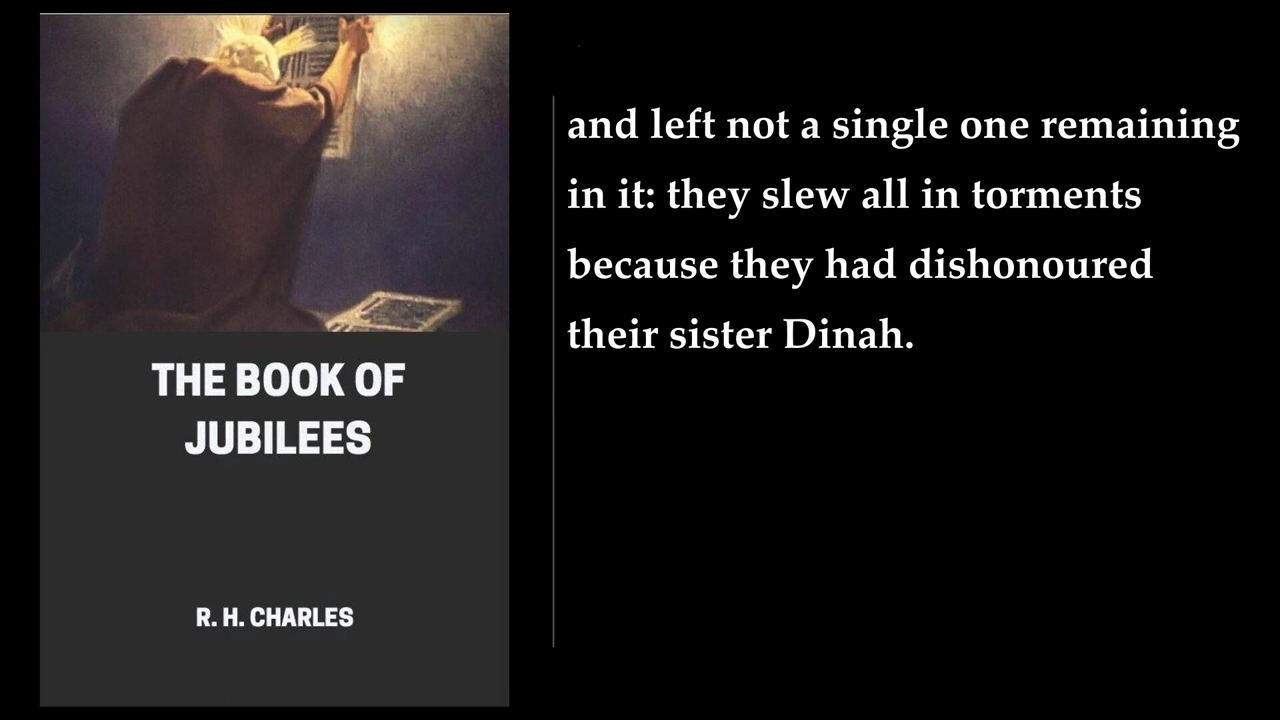 THE BOOK OF
JUBILEES
R. H. CHARLES
and left not a single one remaining
in it: they slew all in torments
because they had dishonoured
their sister Dinah.